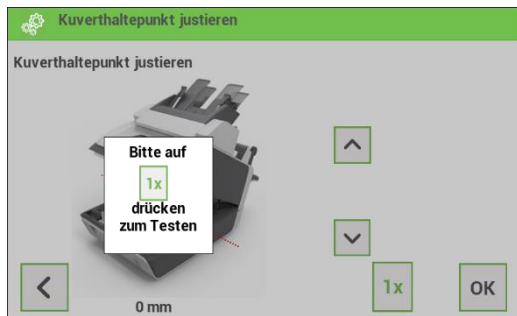 Kuverthaltepunkt justieren
Kuverthaltepunkt justieren
Bitte auf
1x
drücken
zum Testen
0 mm
1x
OK